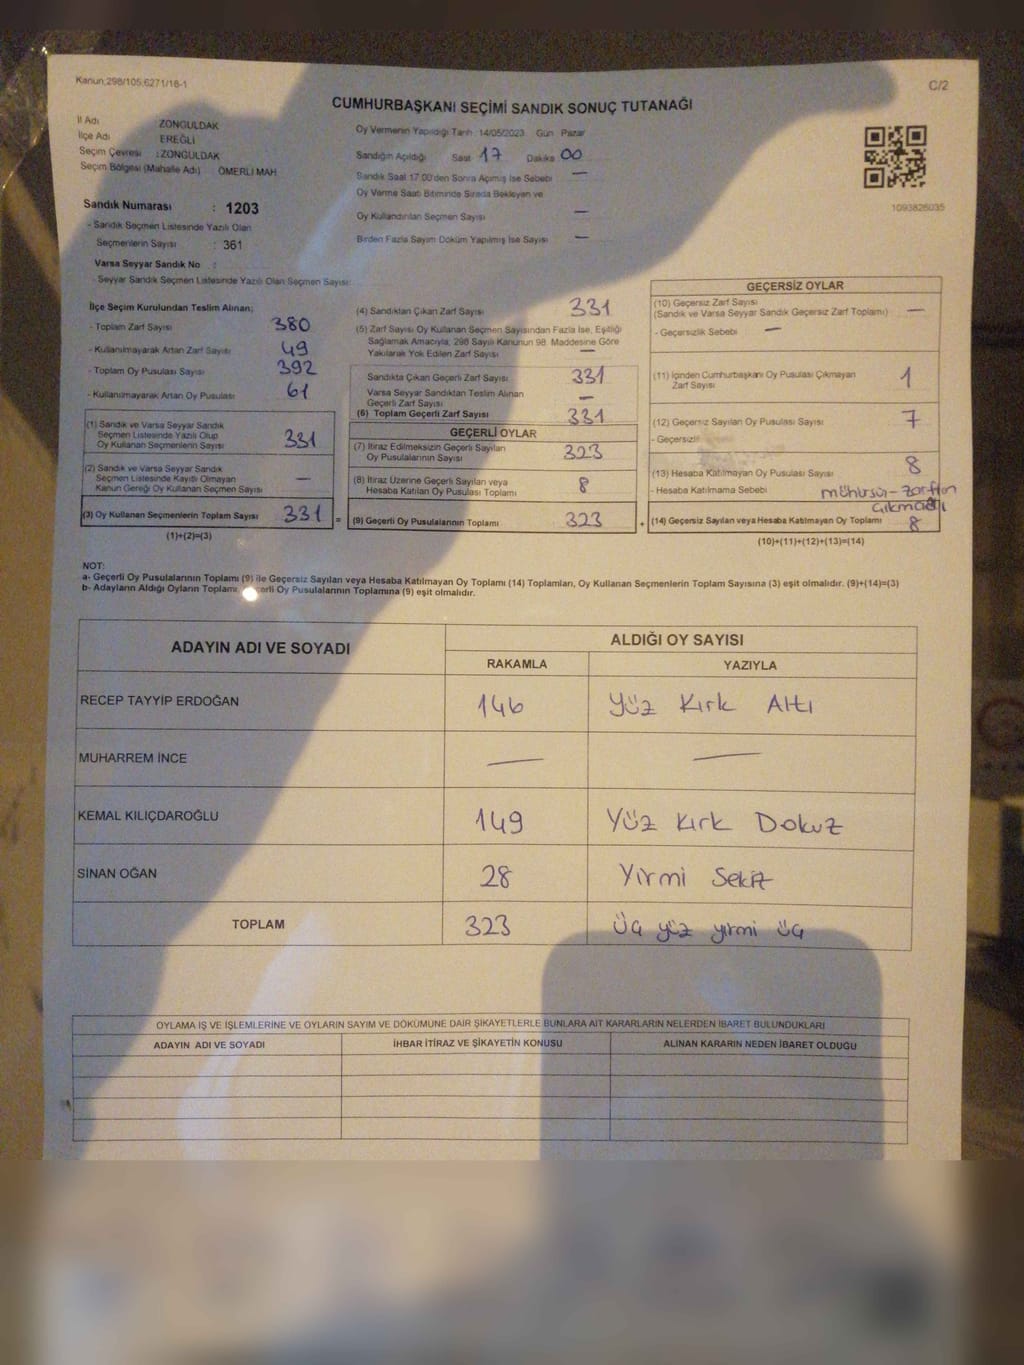 Kanun.298/105,6271/18-1
C/2
CUMHURBAŞKANI SEÇİMİ SANDIK SONUÇ TUTANAĞI
İl Adı ZONGULDAK
İlçe Adı EREĞLİ
Seçim Çevresi :ZONGULDAK
Seçim Bölgesi (Mahalle Adı) ÖMERLİ MAH
Sandık Numarası : 1203
- Sandık Seçmen Listesinde Yazılı Olan
Seçmenlerin Sayısı : 361
Varsa Seyyar Sandık No :
- Seyyar Sandık Seçmen Listesinde Yazılı Olan Seçmen Sayısı:
Oy Vermenin Yapıldığı Tarih 14/05/2023 Gün Pazar
Sandığın Açıldığı Saat 17 Dakika 00
Sandık Saat 17.00'den Sonra Açımış İse Sebebi —
Oy Verme Saati Bitiminde Sırada Bekleyen ve
Oy Kullandırılan Seçmen Sayısı —
Birden Fazla Sayım Döküm Yapılmış İse Sayısı —
1093826035
İlçe Seçim Kurulundan Teslim Alınan;
- Toplam Zarf Sayısı 380
- Kullanılmayarak Artan Zarf Sayısı 49
- Toplam Oy Pusulası Sayısı 392
- Kullanılmayarak Artan Oy Pusulası 61
(1) Sandık ve Varsa Seyyar Sandık
Seçmen Listesinde Yazılı Olup
Oy Kullanan Seçmenlerin Sayısı 331
(2) Sandık ve Varsa Seyyar Sandık
Seçmen Listesinde Kayıtlı Olmayan
Kanun Gereği Oy Kullanan Seçmen Sayısı —
(3) Oy Kullanan Seçmenlerin Toplam Sayısı 331 =
(1)+(2)=(3)
(4) Sandıktan Çıkan Zarf Sayısı 331
(5) Zarf Sayısı Oy Kullanan Seçmen Sayısından Fazla İse, Eşitliği
Sağlamak Amacıyla, 298 Sayılı Kanunun 98. Maddesine Göre
Yakılarak Yok Edilen Zarf Sayısı —
Sandıkta Çıkan Geçerli Zarf Sayısı 331
Varsa Seyyar Sandıktan Teslim Alınan
Geçerli Zarf Sayısı —
(6) Toplam Geçerli Zarf Sayısı 331
GEÇERLİ OYLAR
(7) İtiraz Edilmeksizin Geçerli Sayılan
Oy Pusulalarının Sayısı 323
(8) İtiraz Üzerine Geçerli Sayılan veya
Hesaba Katılan Oy Pusulası Toplamı 8
(9) Geçerli Oy Pusulalarının Toplamı 323 +
GEÇERSİZ OYLAR
(10) Geçersiz Zarf Sayısı
(Sandık ve Varsa Seyyar Sandık Geçersiz Zarf Toplamı) —
- Geçersizlik Sebebi —
(11) İçinden Cumhurbaşkanı Oy Pusulası Çıkmayan
Zarf Sayısı 1
(12) Geçersiz Sayılan Oy Pusulası Sayısı 7
- Geçersizli
(13) Hesaba Katılmayan Oy Pusulası Sayısı 8
- Hesaba Katılmama Sebebi mühürsür-zarftan
çıkmadı
(14) Geçersiz Sayılan veya Hesaba Katılmayan Oy Toplamı 8
(10)+(11)+(12)+(13)=(14)
NOT:
a- Geçerli Oy Pusulalarının Toplamı (9) ile Geçersiz Sayılan veya Hesaba Katılmayan Oy Toplamı (14) Toplamları, Oy Kullanan Seçmenlerin Toplam Sayısına (3) eşit olmalıdır. (9)+(14)=(3)
b- Adayların Aldığı Oyların Toplamı, erli Oy Pusulalarının Toplamına (9) eşit olmalıdır.
ADAYIN ADI VE SOYADI
ALDIĞI OY SAYISI
RAKAMLA YAZIYLA
RECEP TAYYİP ERDOĞAN 146 Yüz Kırk Altı
MUHARREM İNCE — —
KEMAL KILIÇDAROĞLU 149 Yüz Kırk Dokuz
SİNAN OĞAN 28 Yirmi Sekiz
TOPLAM 323 üç yüz yirmi üç
OYLAMA İŞ VE İŞLEMLERİNE VE OYLARIN SAYIM VE DÖKÜMÜNE DAİR ŞİKAYETLERLE BUNLARA AİT KARARLARIN NELERDEN İBARET BULUNDUKLARI
ADAYIN ADI VE SOYADI İHBAR İTİRAZ VE ŞİKAYETİN KONUSU ALINAN KARARIN NEDEN İBARET OLDUĞU